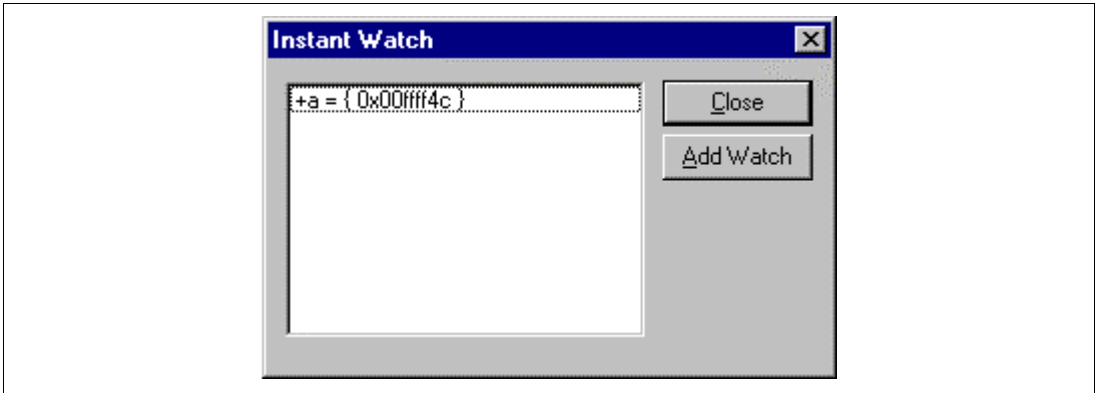 Instant Watch
+a = { 0x00ffff4c }
Close
Add Watch